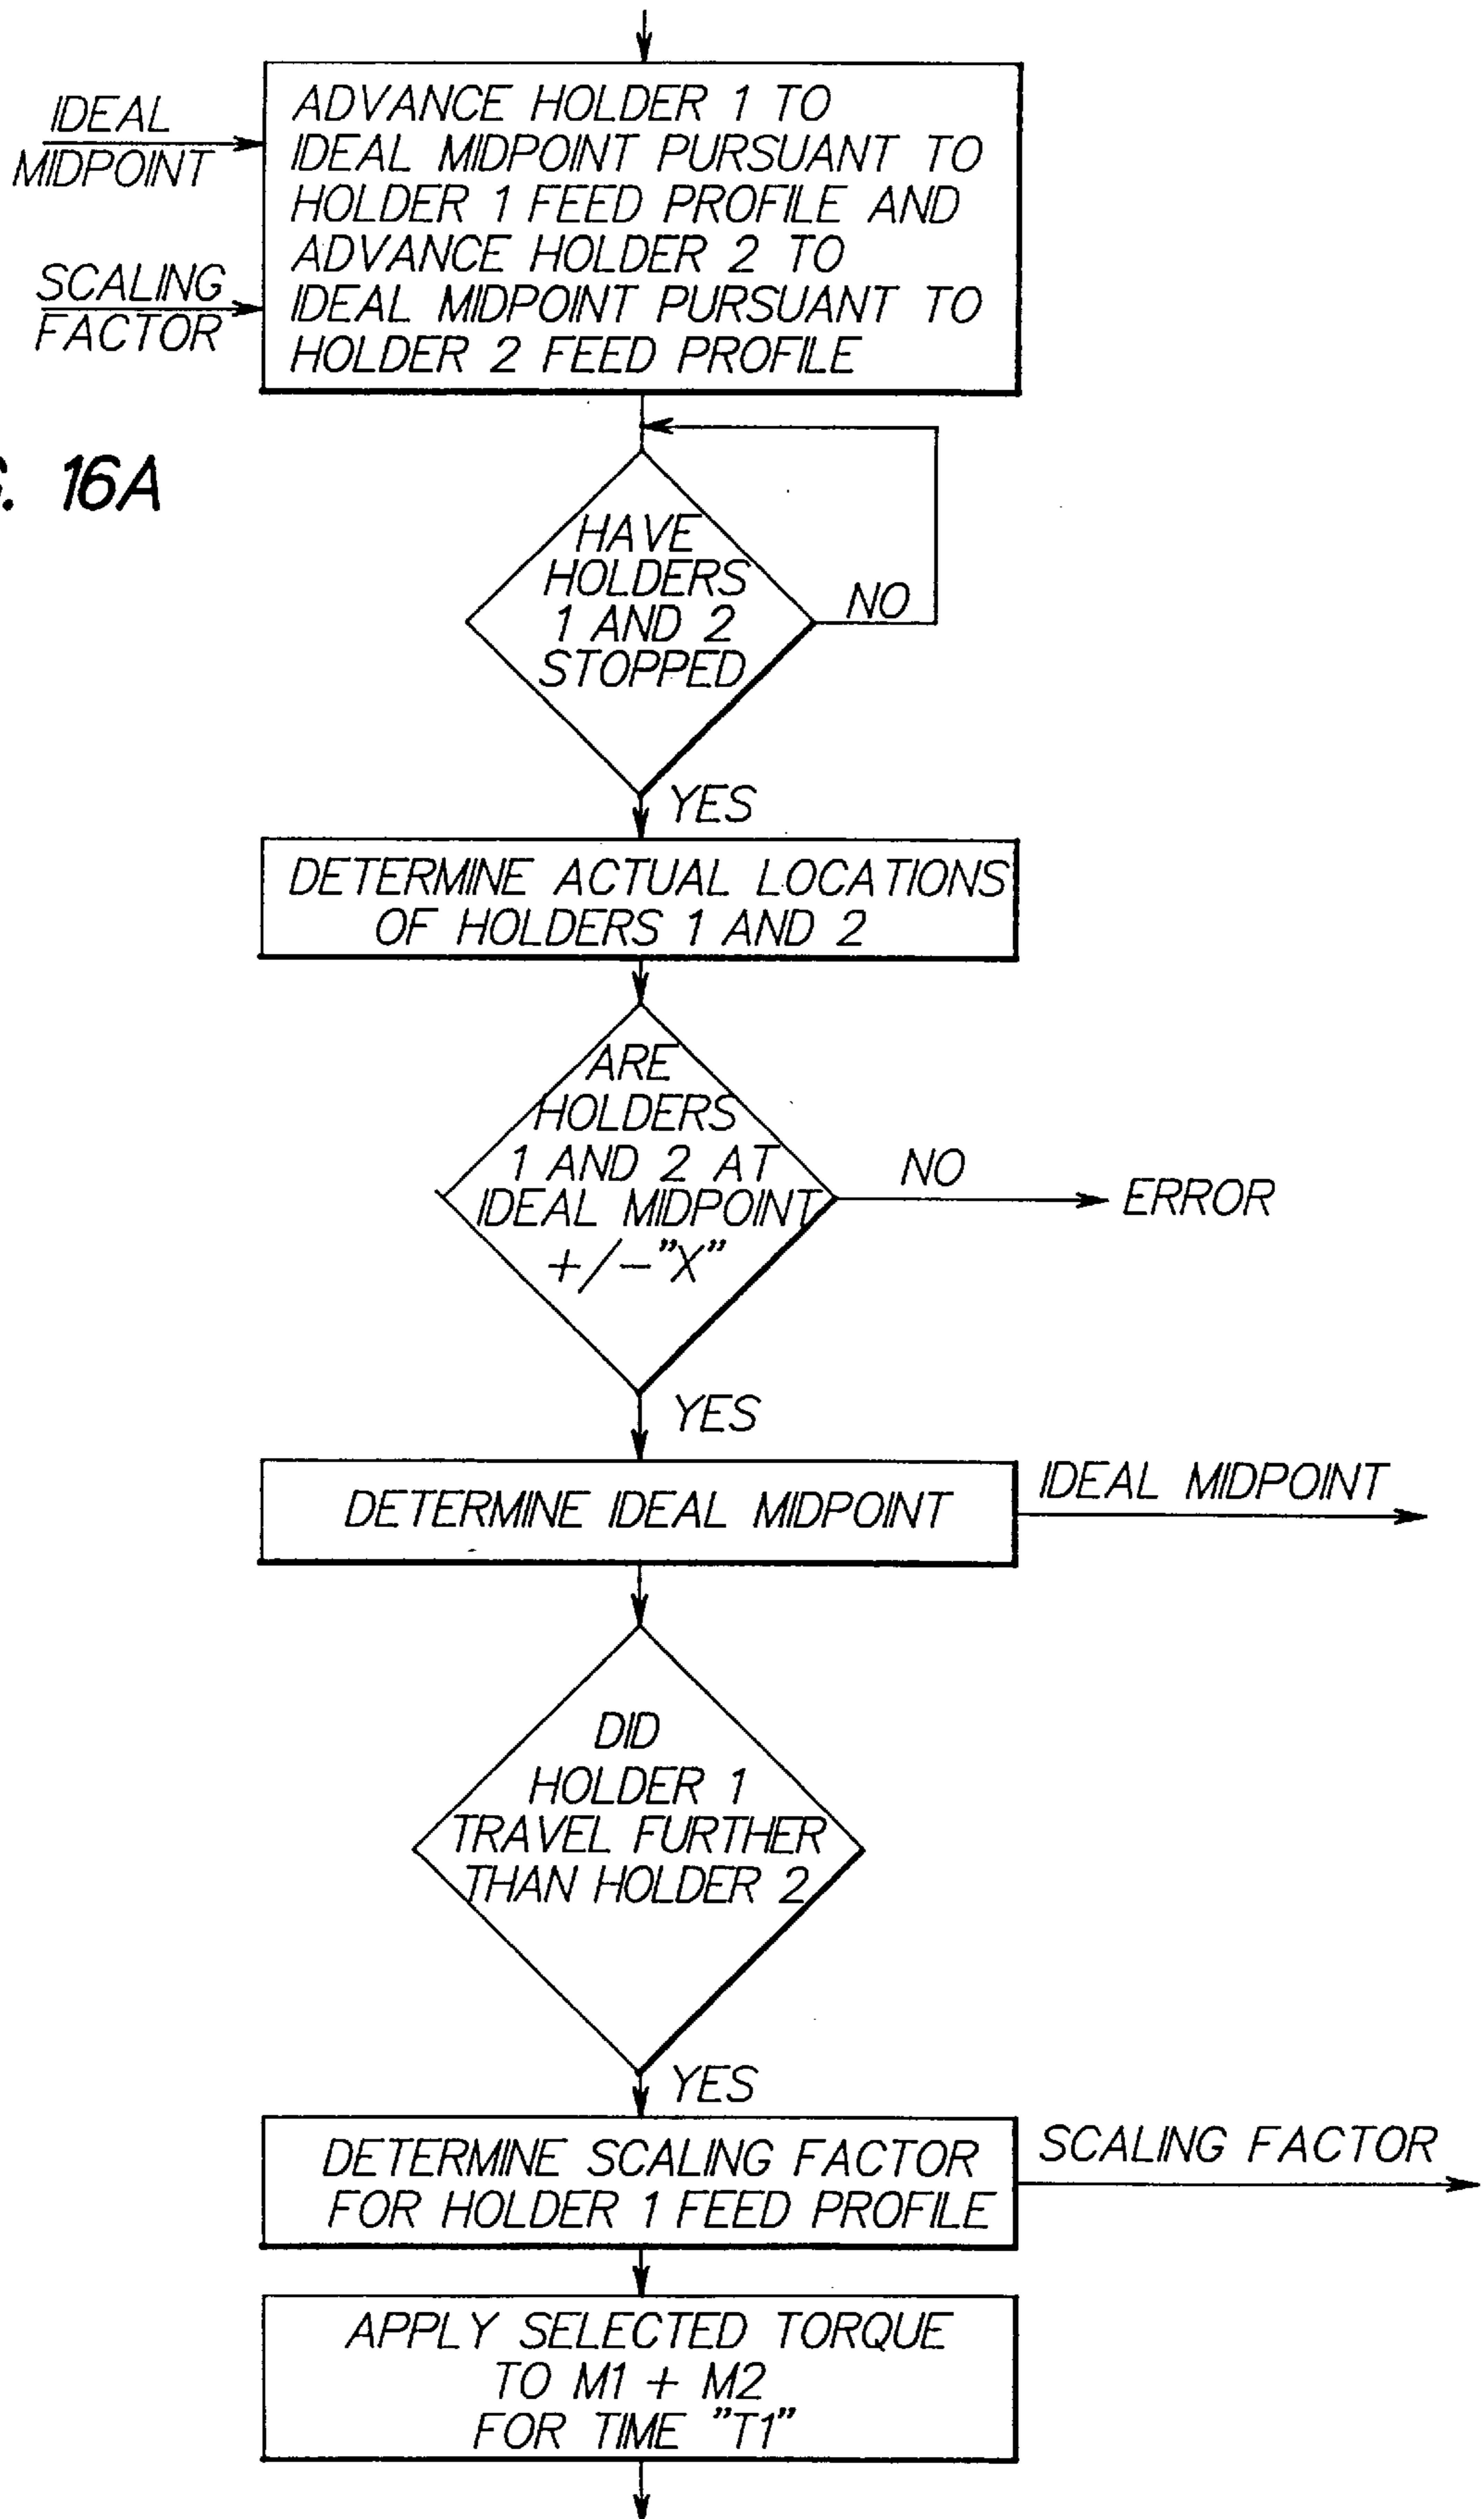 IDEAL
MIDPOINT
SCALING
FACTOR
ADVANCE HOLDER 1 TO
IDEAL MIDPOINT PURSUANT TO
HOLDER 1 FEED PROFILE AND
ADVANCE HOLDER 2 TO
IDEAL MIDPOINT PURSUANT TO
HOLDER 2 FEED PROFILE
16A
HAVE
HOLDERS
1 AND 2
STOPPED
NO
YES
DETERMINE ACTUAL LOCATIONS
OF HOLDERS 1 AND 2
ARE
HOLDERS
1 AND 2 AT
IDEAL MIDPOINT
+/-"X"
NO
ERROR
YES
DETERMINE IDEAL MIDPOINT
IDEAL MIDPOINT
DID
HOLDER 1
TRAVEL FURTHER
THAN HOLDER 2
YES
DETERMINE SCALING FACTOR
FOR HOLDER 1 FEED PROFILE
SCALING FACTOR
APPLY SELECTED TORQUE
TO M1 + M2
FOR TIME "T1"